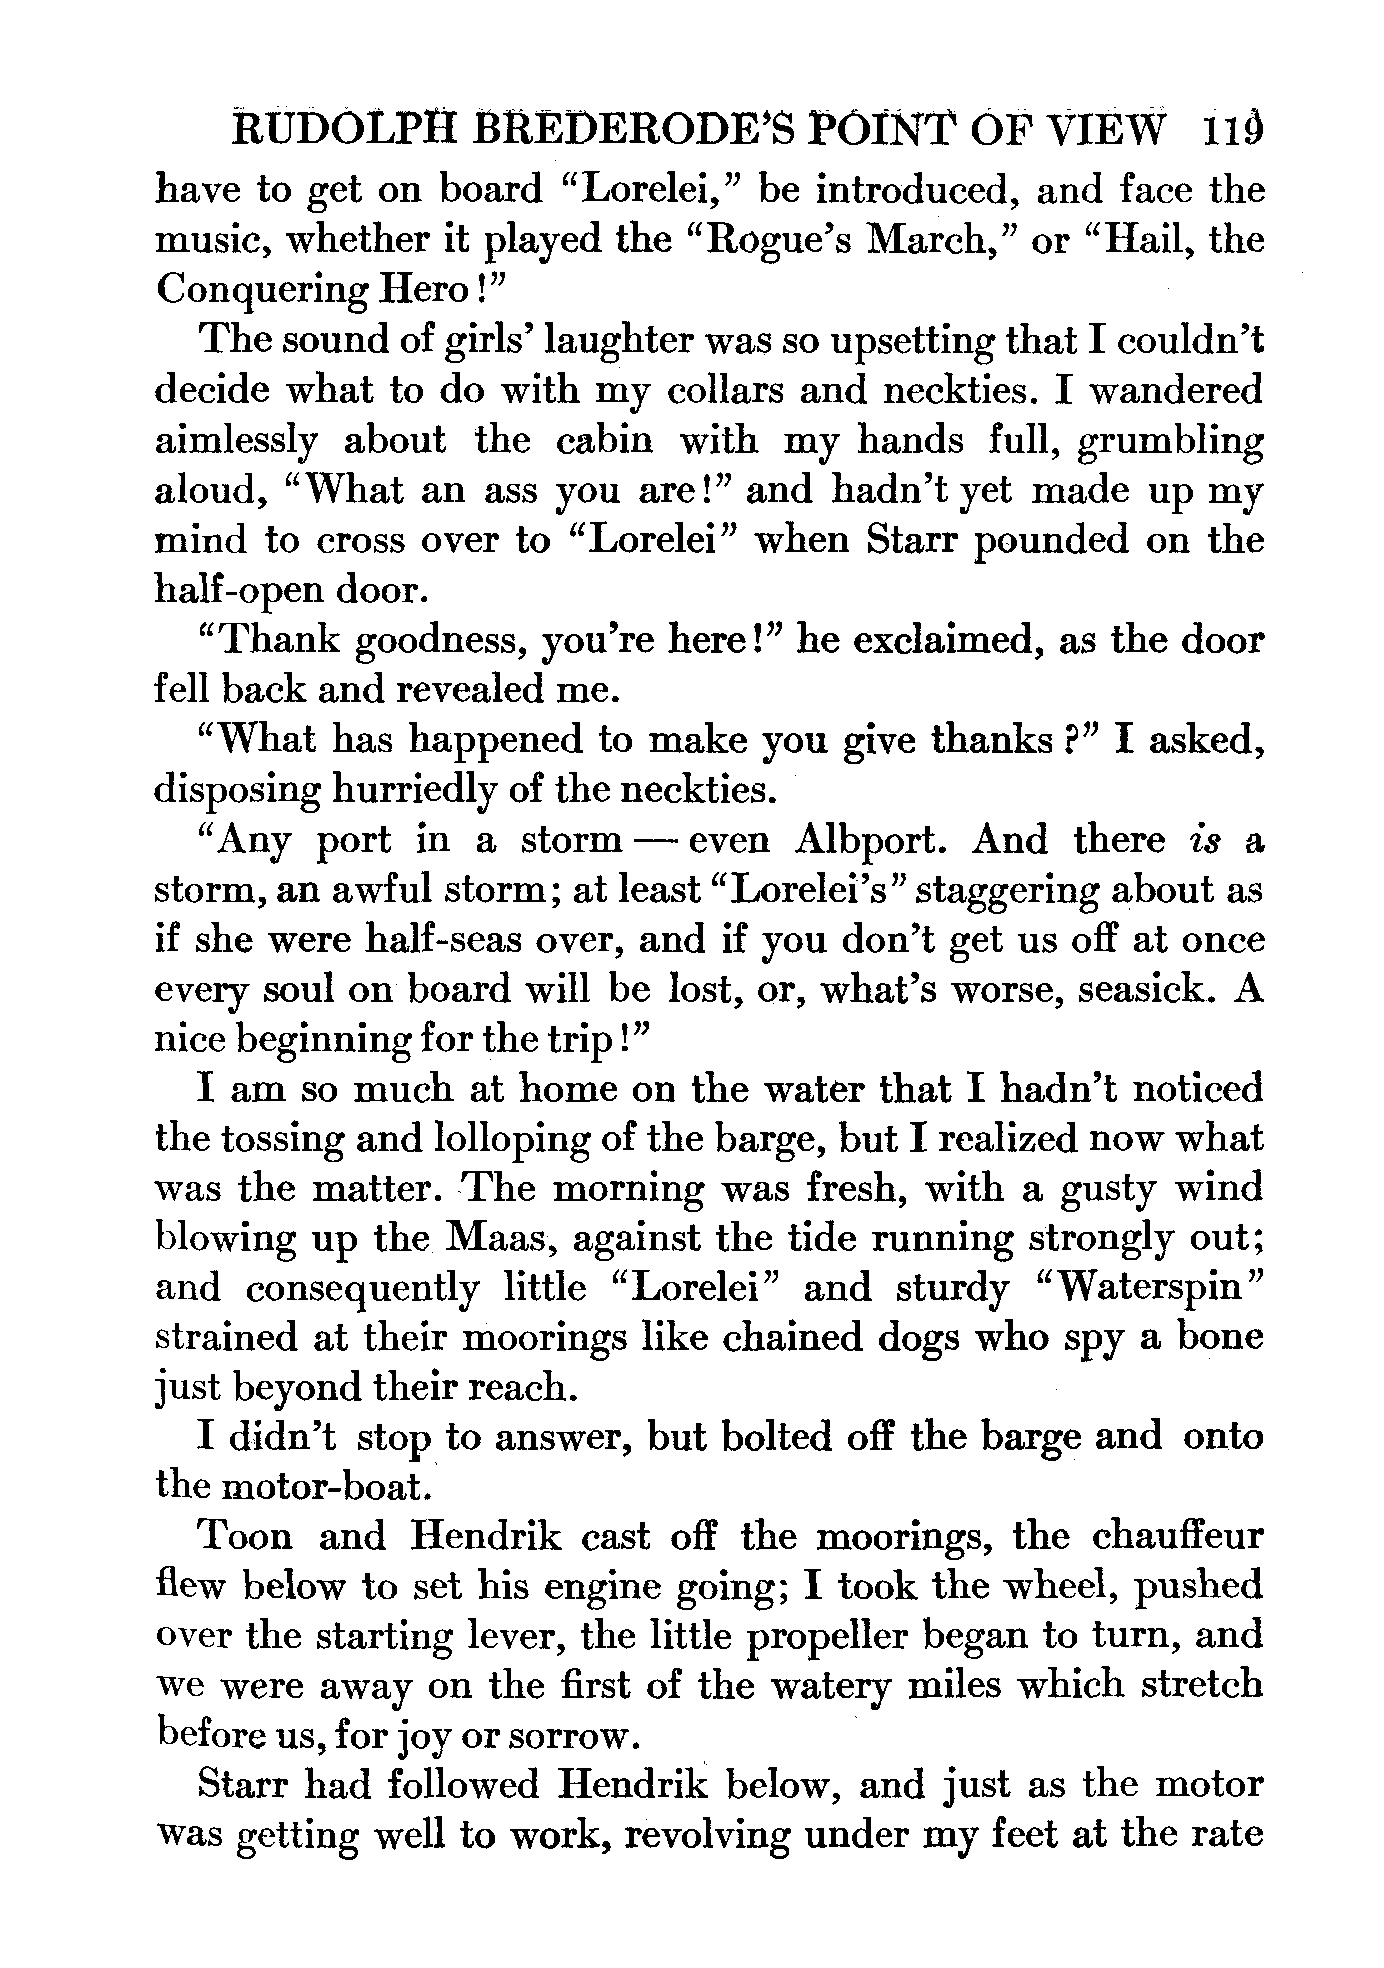 RUDOLPH BREDERODE'S POINT OF VIEW 119
have to get on board “Lorelei,” be introduced, and face the
music, whether it played the “Rogue's March,” or “Hail, the
Conquering Hero!”
The sound of girls' laughter was so upsetting that I couldn't
decide what to do with my collars and neckties. I wandered
aimlessly about the cabin with my hands full, grumbling
aloud, “What an ass you are!” and hadn't yet made up my
mind to cross over to “Lorelei” when Starr pounded on the
half-open door.
“Thank goodness, you're here!” he exclaimed, as the door
fell back and revealed me.
“What has happened to make you give thanks?” I asked,
disposing hurriedly of the neckties.
“Any port in a storm — even Albport. And there is a
storm, an awful storm; at least “Lorelei's” staggering about as
if she were half-seas over, and if you don't get us off at once
every soul on board will be lost, or, what's worse, seasick. A
nice beginning for the trip!”
I am so much at home on the water that I hadn't noticed
the tossing and lolloping of the barge, but I realized now what
was the matter. The morning was fresh, with a gusty wind
blowing up the Maas, against the tide running strongly out;
and consequently little “Lorelei” and sturdy “Waterspin”
strained at their moorings like chained dogs who spy a bone
just beyond their reach.
I didn't stop to answer, but bolted off the barge and onto
the motor-boat.
Toon and Hendrik cast off the moorings, the chauffeur
flew below to set his engine going; I took the wheel, pushed
over the starting lever, the little propeller began to turn, and
we were away on the first of the watery miles which stretch
before us, for joy or sorrow.
Starr had followed Hendrik below, and just as the motor
was getting well to work, revolving under my feet at the rate